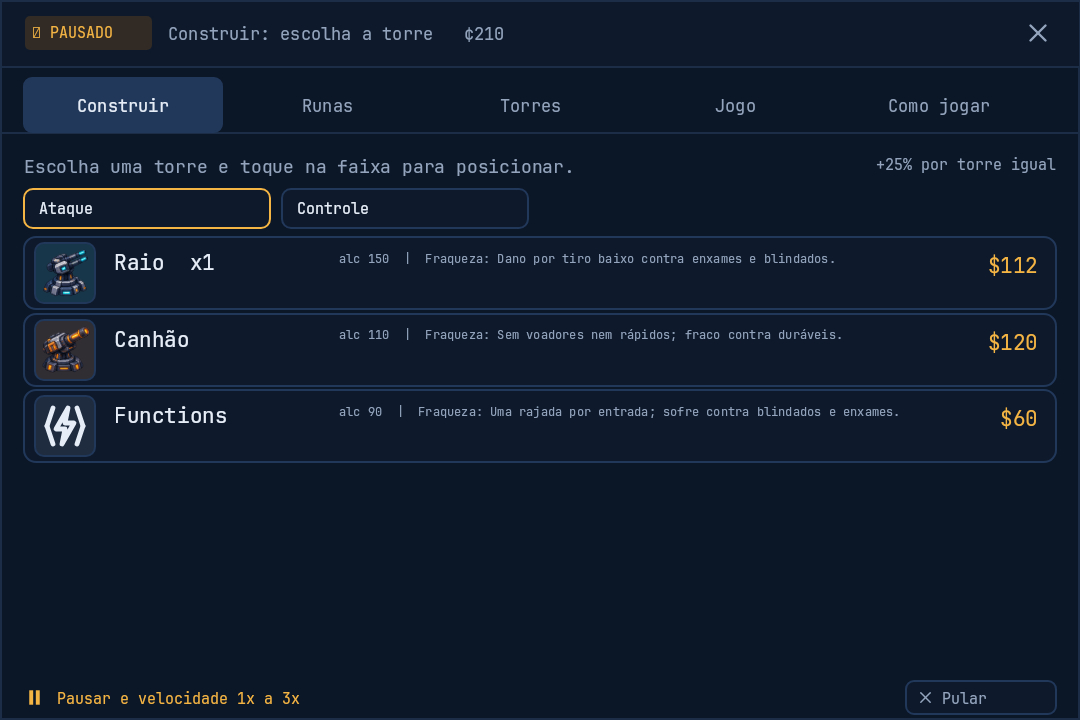 PAUSADO Construir: escolha a torre ₵210
Construir Runas Torres Jogo Como jogar
Escolha uma torre e toque na faixa para posicionar. +25% por torre igual
Ataque Controle
Raio x1 alc 150 | Fraqueza: Dano por tiro baixo contra enxames e blindados. $112
Canhão alc 110 | Fraqueza: Sem voadores nem rápidos; fraco contra duráveis. $120
Functions alc 90 | Fraqueza: Uma rajada por entrada; sofre contra blindados e enxames. $60
Pausar e velocidade 1x a 3x Pular